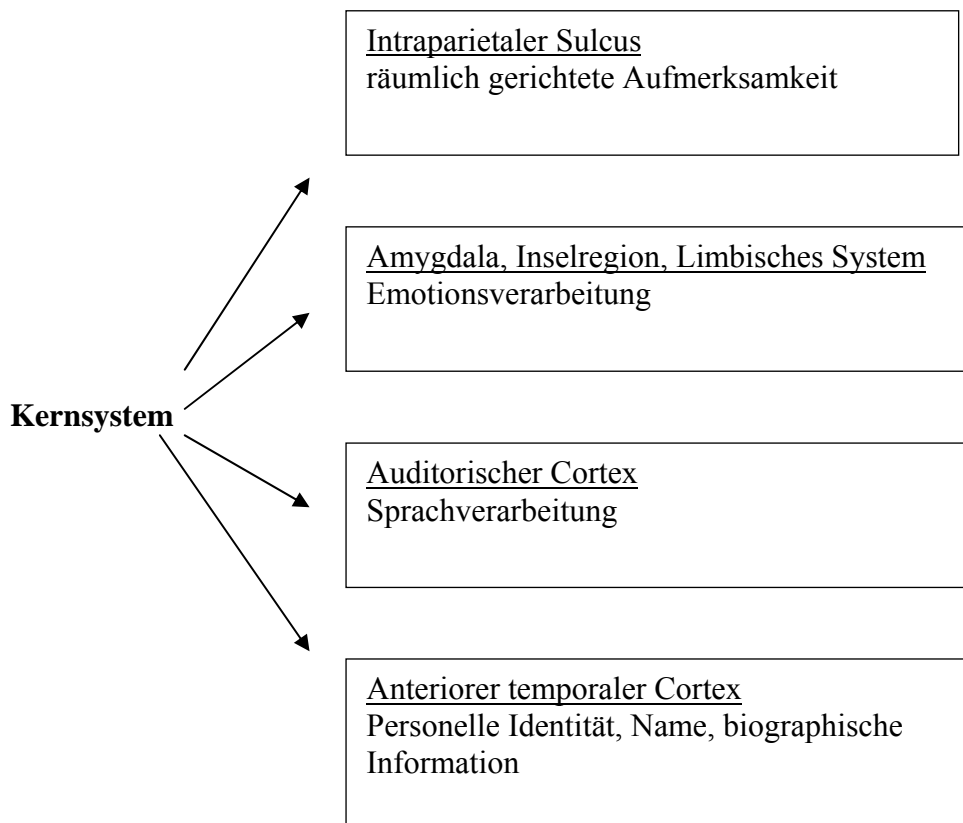 Intraparietaler Sulcus
räumlich gerichtete Aufmerksamkeit
Amygdala, Inselregion, Limbisches System
Emotionsverarbeitung
Kernsystem
Auditorischer Cortex
Sprachverarbeitung
Anteriorer temporaler Cortex
Personelle Identität, Name, biographische
Information